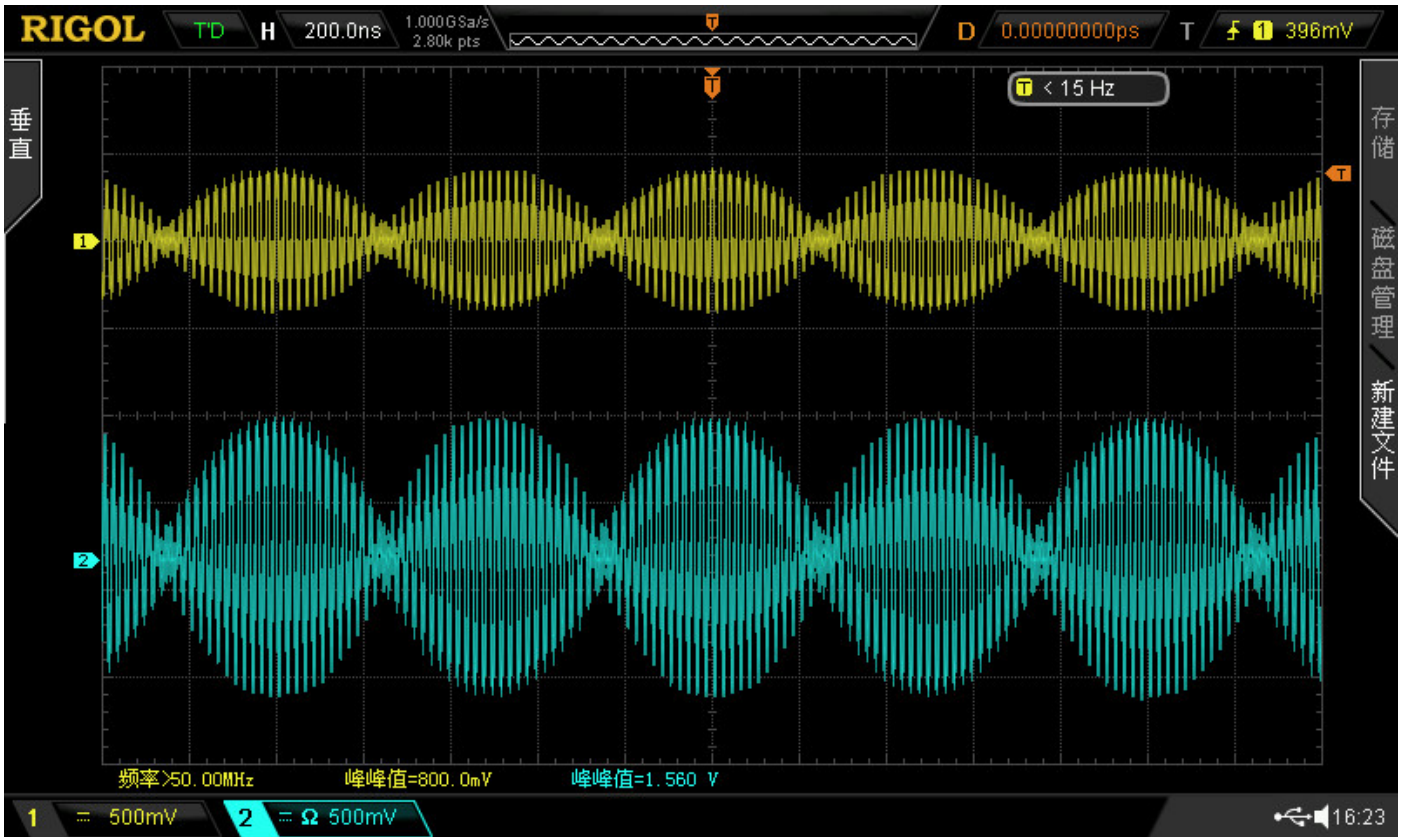 RIGOL T'D H 200.0ns 1.000GSa/s 2.80k pts T D 0.00000000ps T 1 396mV
T < 15 Hz
垂直
T
T
1
2
存储
磁盘管理
新建文件
频率>50.00MHz 峰峰值=800.0mV 峰峰值=1.560 V
1 = 500mV 2 = Ω 500mV 16:23